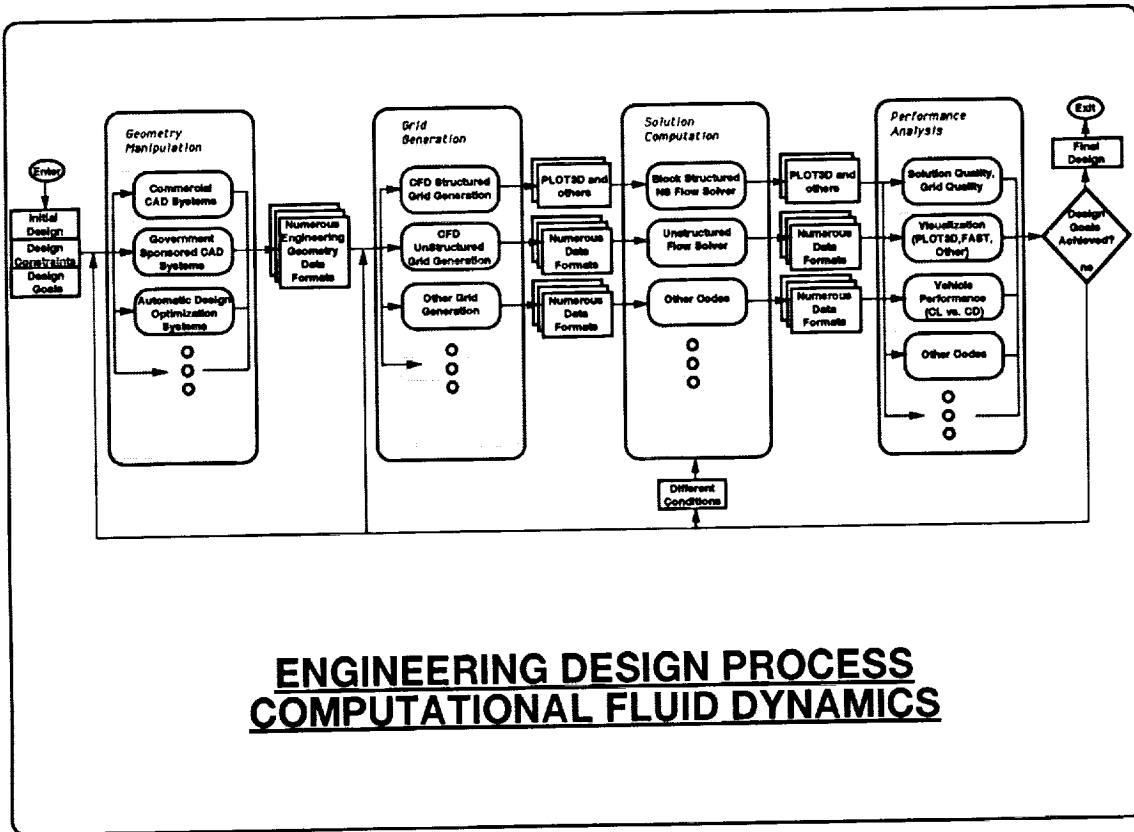 Enter
Initial
Design
Design
Constraints
Design
Goals
Geometry
Manipulation
Commercial
CAD Systems
Government
Sponsored CAD
Systems
Automatic Design
Optimization
Systems
Numerous
Engineering
Geometry
Data
Formats
Grid
Generation
CFD Structured
Grid Generation
CFD
UnStructured
Grid Generation
Other Grid
Generation
PLOT3D and
others
Numerous
Data
Formats
Numerous
Data
Formats
Solution
Computation
Block Structured
NS Flow Solver
Unstructured
Flow Solver
Other Codes
Different
Conditions
PLOT3D and
others
Numerous
Data
Formats
Numerous
Data
Formats
Performance
Analysis
Solution Quality,
Grid Quality
Visualization
(PLOT3D,FAST,
Other)
Vehicle
Performance
(CL vs. CD)
Other Codes
Exit
Final
Design
Design
Goals
Achieved?
no
ENGINEERING DESIGN PROCESS
COMPUTATIONAL FLUID DYNAMICS